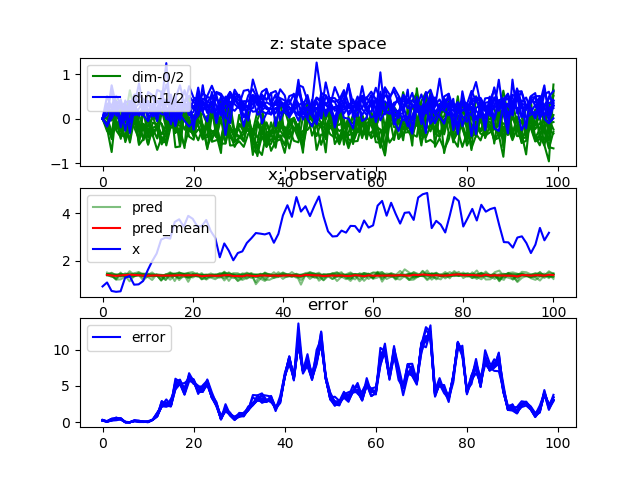 z: state space
1
0
−1
dim-0/2
dim-1/2
0 20 40 60 80 100
x: observation
4
2
pred
pred_mean
x
0 20 40 60 80 100
error
10
5
0
error
0 20 40 60 80 100